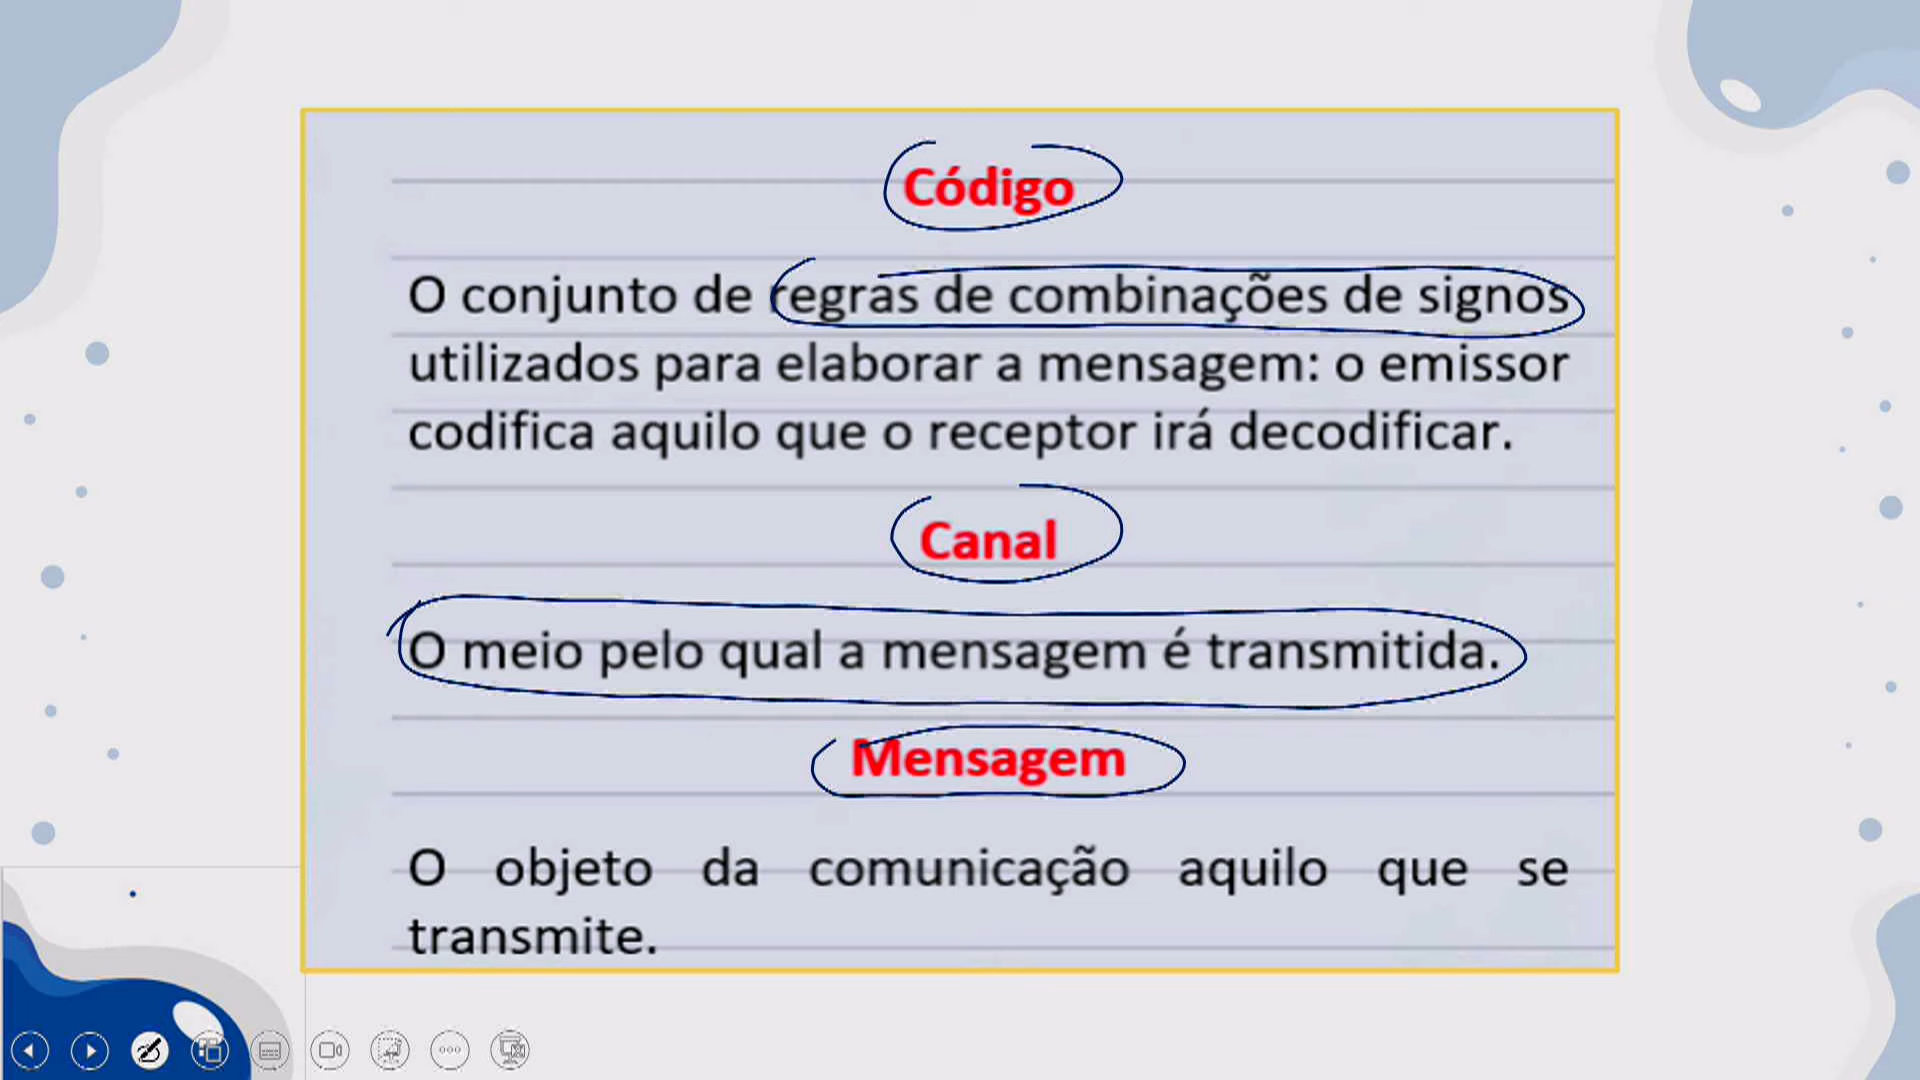 Código
O conjunto de regras de combinações de signos
utilizados para elaborar a mensagem: o emissor
codifica aquilo que o receptor irá decodificar.
Canal
O meio pelo qual a mensagem é transmitida.
Mensagem
O objeto da comunicação aquilo que se
transmite.